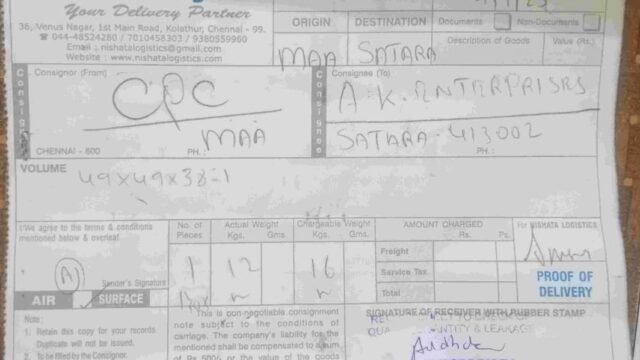 Your Delivery Partner
36, Venus Nagar, 1st Main Road, Kolathur, Chennai - 99.
☎ 044-48524280 / 7010458303 / 9380559960
Email : nishatalogistics@gmail.com
Website : www.nishatalogistics.com
ORIGIN DESTINATION Documents Non-Documents
MAA SATARA Description of Goods Value (Rs.)
Consignor Consignor (From) Consignee Consignee (To)
CPC A.K. ENTERPRISES
MAA SATARA - 413002
CHENNAI - 600 PH. : PH. :
VOLUME
49x49x38=1
I/We agree to the terms & conditions
mentioned below & overleaf
No. of Pieces Actual Weight Kgs. Gms. Chargeable Weight Kgs. Gms.
AMOUNT CHARGED Rs. Ps.
For NISHATA LOGISTICS
Freight
Service Tax
Total
1 12 16
Box
A1
Sender's Signature
PROOF OF
DELIVERY
AIR SURFACE
Note :
1. Retain this copy for your records.
Duplicate will not be issued.
2. To be filled by the Consignor.
This is non-negotiable consignment
note subject to the conditions of
carriage. The company's liability for the
mentioned shall be compensated to a sum
of Rs 500/- or the value of the goods
SIGNATURE OF RECEIVER WITH RUBBER STAMP